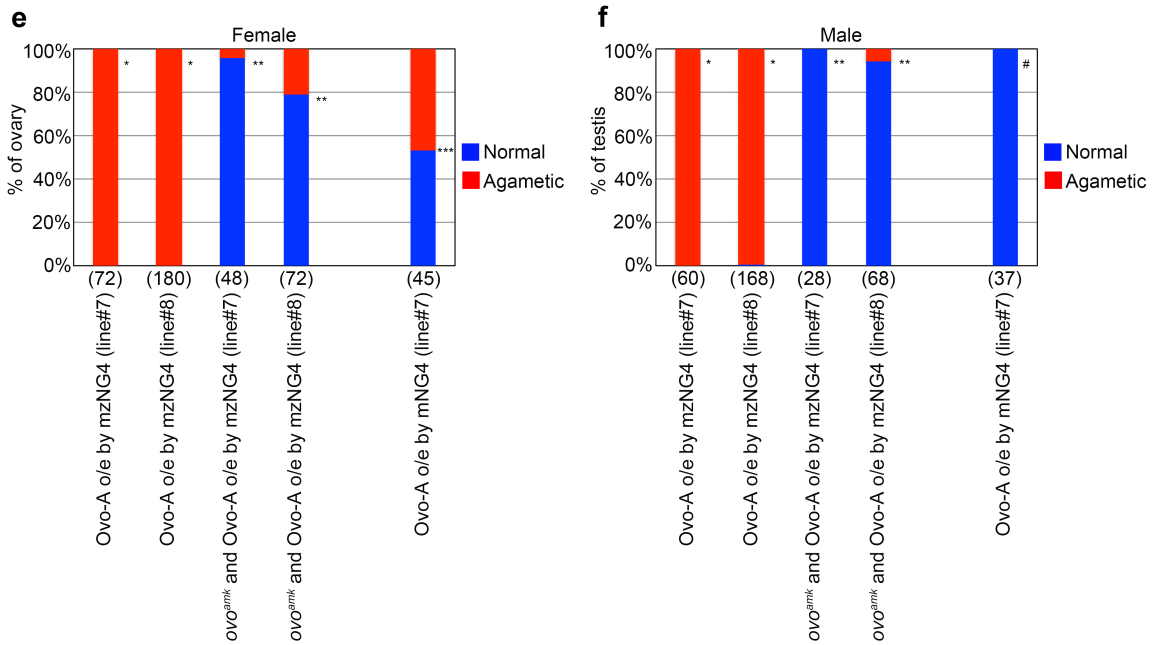 e
Female
100%
80%
60%
40%
20%
0%
% of ovary
*
*
**
**
***
Normal
Agametic
(72)
(180)
(48)
(72)
(45)
Ovo-A o/e by mzNG4 (line#7)
Ovo-A o/e by mzNG4 (line#8)
ovoamk and Ovo-A o/e by mzNG4 (line#7)
ovoamk and Ovo-A o/e by mzNG4 (line#8)
Ovo-A o/e by mNG4 (line#7)
f
Male
100%
80%
60%
40%
20%
0%
% of testis
*
*
**
**
#
Normal
Agametic
(60)
(168)
(28)
(68)
(37)
Ovo-A o/e by mzNG4 (line#7)
Ovo-A o/e by mzNG4 (line#8)
ovoamk and Ovo-A o/e by mzNG4 (line#7)
ovoamk and Ovo-A o/e by mzNG4 (line#8)
Ovo-A o/e by mNG4 (line#7)